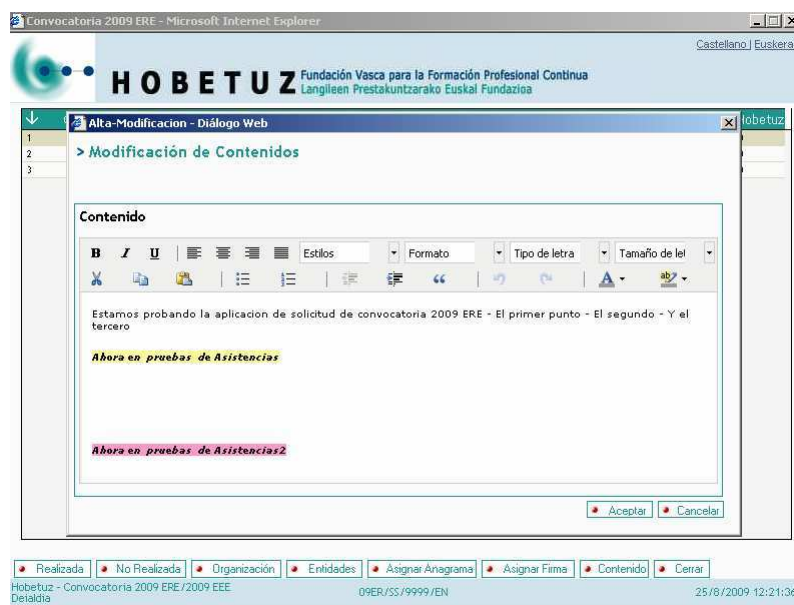 Convocatoria 2009 ERE - Microsoft Internet Explorer
Castellano | Euskera
HOBETUZ
Fundación Vasca para la Formación Profesional Continua
Langileen Prestakuntzarako Euskal Fundazioa
Alta-Modificacion - Diálogo Web
lobetuz
1
2
3
> Modificación de Contenidos
Contenido
B I U Estilos Formato Tipo de letra Tamaño de lel
Estamos probando la aplicacion de solicitud de convocatoria 2009 ERE - El primer punto - El segundo - Y el
tercero
Ahora en pruebas de Asistencias
Ahora en pruebas de Asistencias2
Aceptar Cancelar
Realizada No Realizada Organización Entidades Asignar Anagrama Asignar Firma Contenido Cerrar
Hobetuz - Convocatoria 2009 ERE/2009 EEE
Deialdia
09ER/SS/9999/EN
25/8/2009 12:21:36